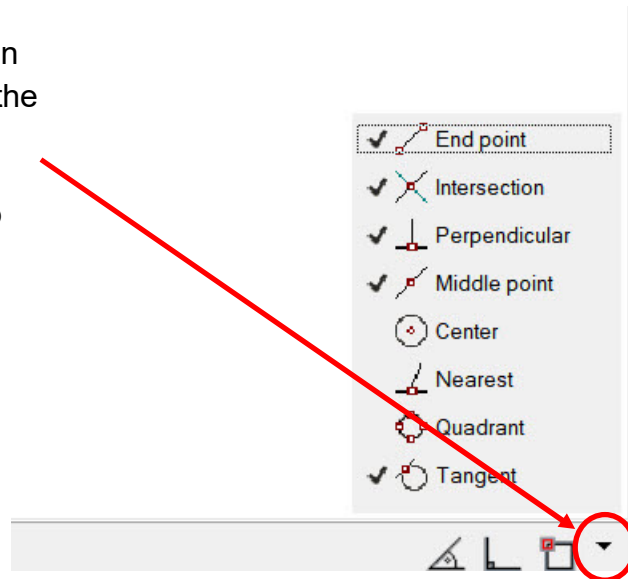 n
the
End point
Intersection
Perpendicular
Middle point
Center
Nearest
Quadrant
Tangent